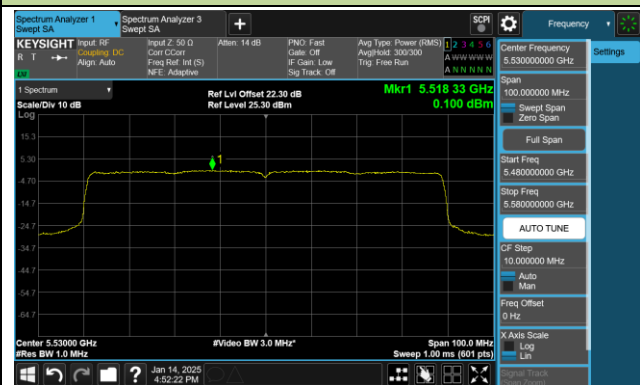 Spectrum Analyzer 1
Swept SA
Spectrum Analyzer 3
Swept SA
+
SCPI
Frequency
KEYSIGHT
R T
Input: RF
Coupling: DC
Align: Auto
Input Z: 50 Ω
Corr CCorr
Freq Ref: Int (S)
NFE: Adaptive
Atten: 14 dB
PNO: Fast
Gate: Off
IF Gain: Low
Sig Track: Off
Avg Type: Power (RMS)
Avg|Hold: 300/300
Trig: Free Run
1 2 3 4 5 6
A W W W W W
A N N N N N
1 Spectrum
Scale/Div 10 dB
Log
Ref Lvl Offset 22.30 dB
Ref Level 25.30 dBm
Mkr1 5.518 33 GHz
0.100 dBm
15.3
5.30
-4.70
-14.7
-24.7
-34.7
-44.7
-54.7
-64.7
1
Center 5.53000 GHz
#Res BW 1.0 MHz
#Video BW 3.0 MHz*
Span 100.0 MHz
Sweep 1.00 ms (601 pts)
Center Frequency
5.530000000 GHz
Settings
Span
100.000000 MHz
Swept Span
Zero Span
Full Span
Start Freq
5.480000000 GHz
Stop Freq
5.580000000 GHz
AUTO TUNE
CF Step
10.000000 MHz
Auto
Man
Freq Offset
0 Hz
X Axis Scale
Log
Lin
Signal Track
(Span Zoom)
?
Jan 14, 2025
4:52:22 PM